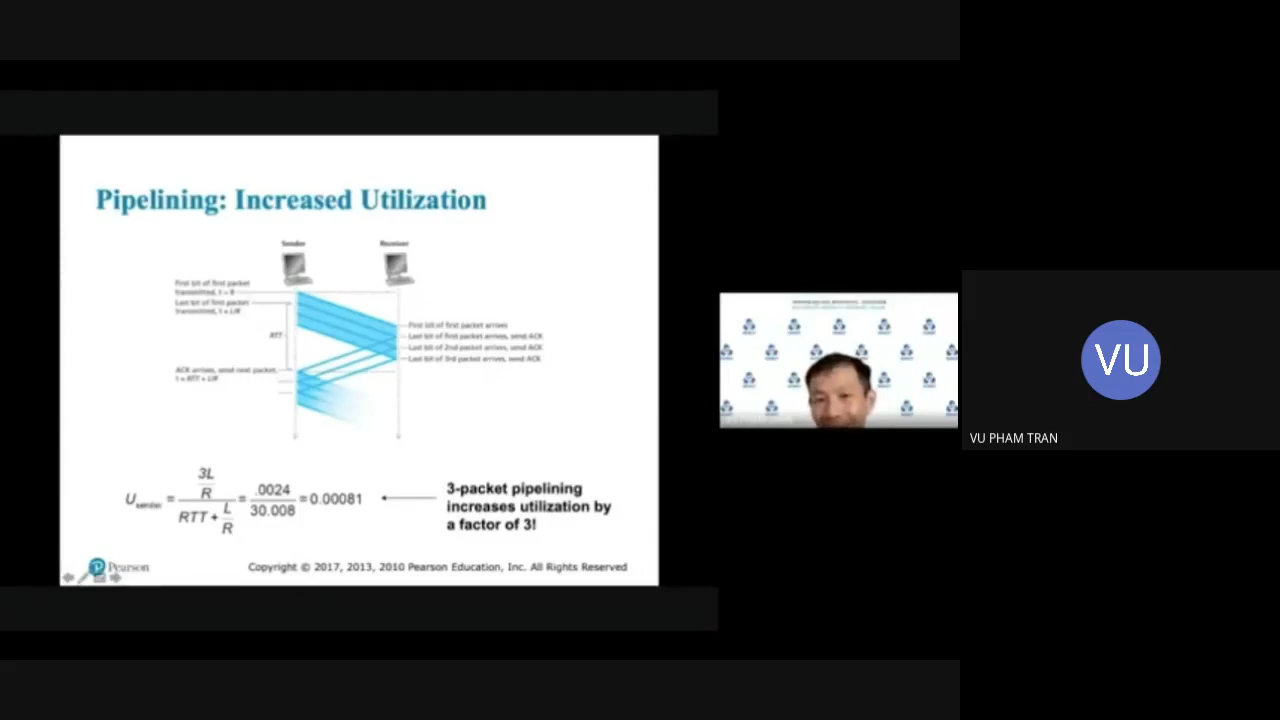 Pipelining: Increased Utilization
Sender
Receiver
First bit of first packet
transmitted, t = 0
Last bit of first packet
transmitted, t = L/R
RTT
First bit of first packet arrives
Last bit of first packet arrives, send ACK
Last bit of 2nd packet arrives, send ACK
Last bit of 3rd packet arrives, send ACK
ACK arrives, send next packet,
t = RTT + L/R
U sender = 3L/R / RTT + L/R = .0024 / 30.008 = 0.00081
3-packet pipelining
increases utilization by
a factor of 3!
P Pearson
Copyright © 2017, 2013, 2010 Pearson Education, Inc. All Rights Reserved
VU
VU PHAM TRAN